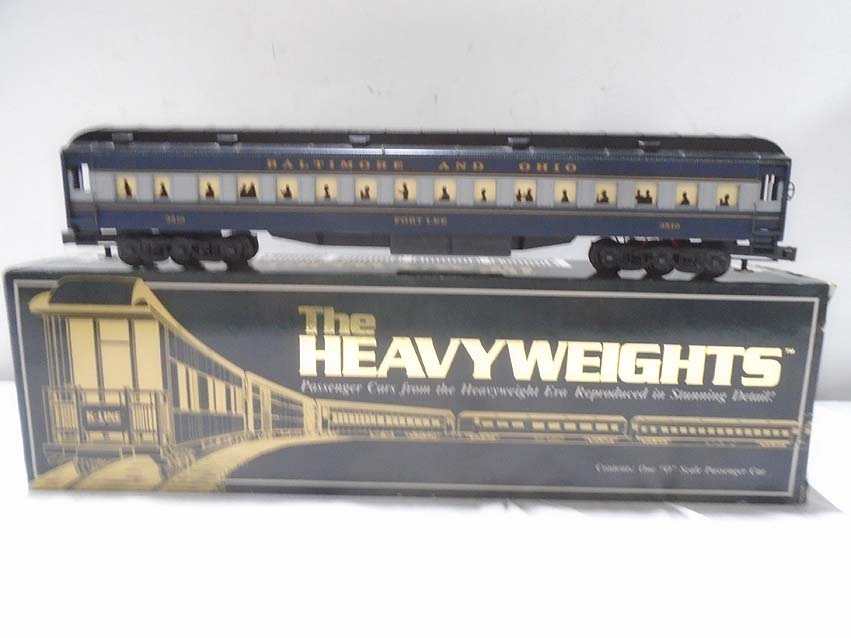 BALTIMORE AND OHIO
3510 FORT LEE 3510
The
HEAVYWEIGHTS™
Passenger Cars from the Heavyweight Era Reproduced in Stunning Detail!
Contents: One "O" Scale Passenger Car